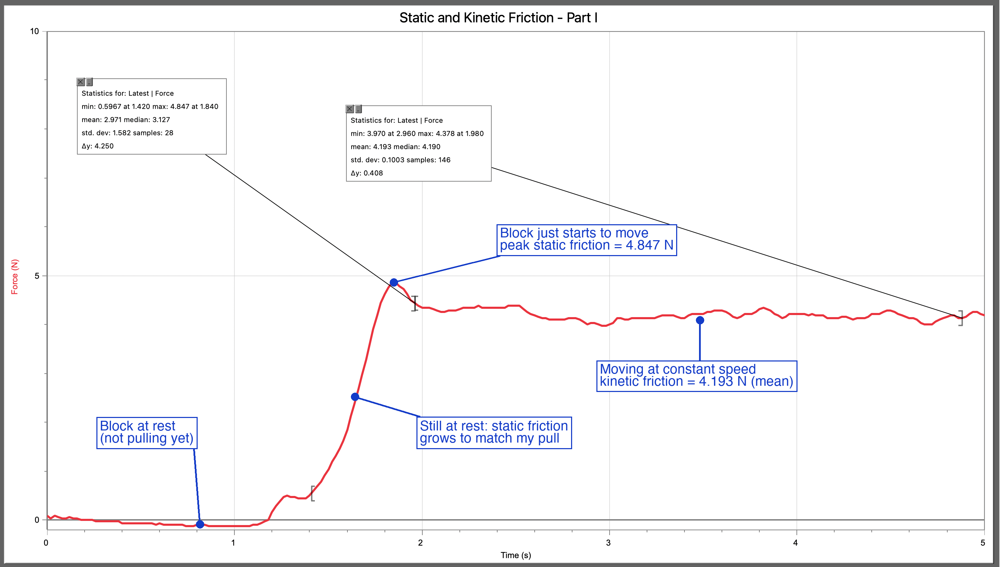 Static and Kinetic Friction - Part I
10
Statistics for: Latest | Force
min: 0.5967 at 1.420 max: 4.847 at 1.840
mean: 2.971 median: 3.127
std. dev: 1.582 samples: 28
Δy: 4.250
Statistics for: Latest | Force
min: 3.970 at 2.960 max: 4.378 at 1.980
mean: 4.193 median: 4.190
std. dev: 0.1003 samples: 146
Δy: 0.408
Block just starts to move
peak static friction = 4.847 N
Force (N)
5
Moving at constant speed
kinetic friction = 4.193 N (mean)
Block at rest
(not pulling yet)
Still at rest: static friction
grows to match my pull
0
0
1
2
3
4
5
Time (s)